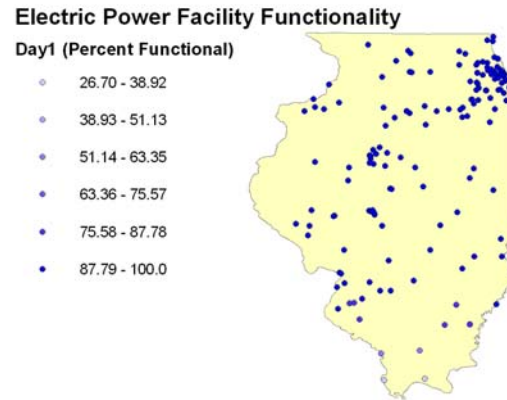 Electric Power Facility Functionality
Day1 (Percent Functional)
26.70 - 38.92
38.93 - 51.13
51.14 - 63.35
63.36 - 75.57
75.58 - 87.78
87.79 - 100.0